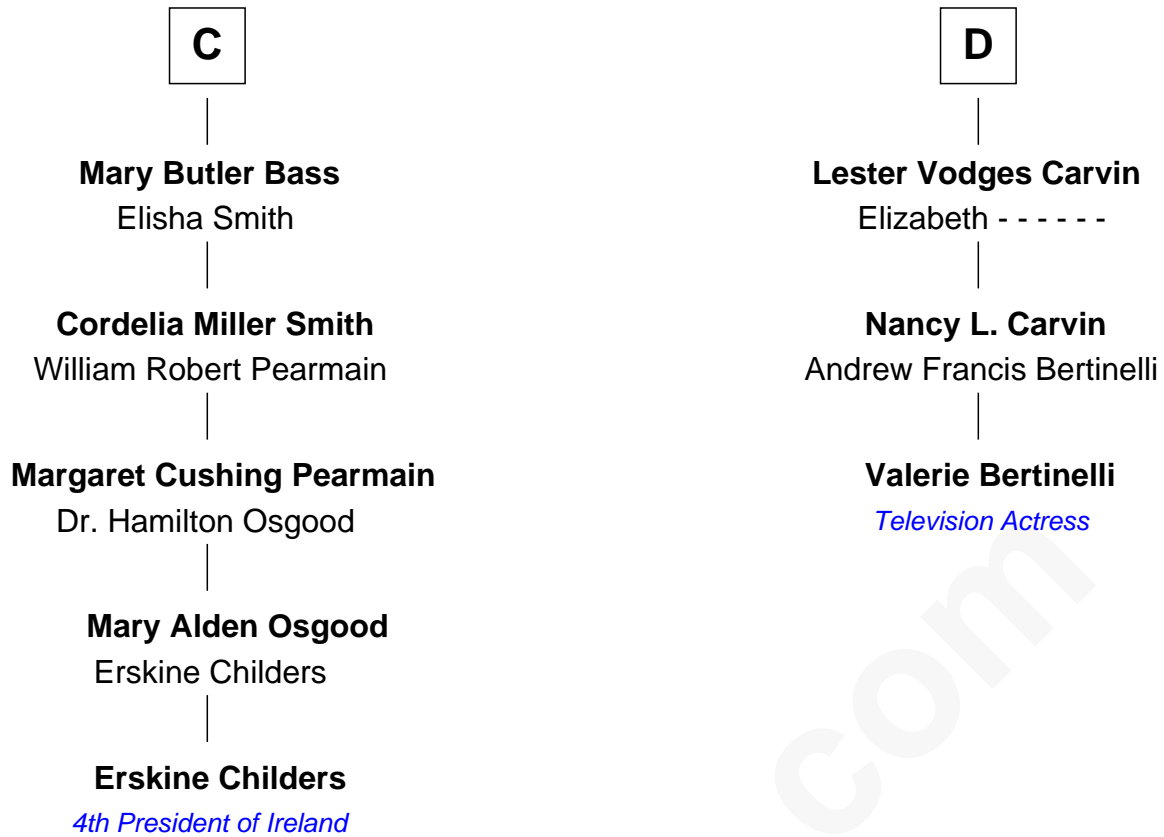 C
Mary Butler Bass
Elisha Smith
Cordelia Miller Smith
William Robert Pearmain
Margaret Cushing Pearmain
Dr. Hamilton Osgood
Mary Alden Osgood
Erskine Childers
Erskine Childers
4th President of Ireland
D
Lester Vodges Carvin
Elizabeth - - - - - -
Nancy L. Carvin
Andrew Francis Bertinelli
Valerie Bertinelli
Television Actress
com